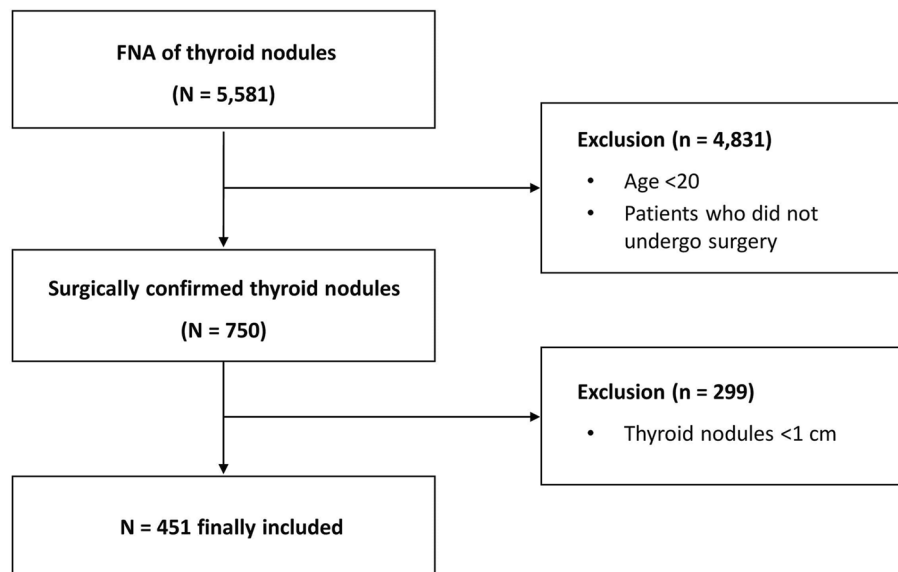 FNA of thyroid nodules
(N = 5,581)
Exclusion (n = 4,831)
• Age <20
• Patients who did not
undergo surgery
Surgically confirmed thyroid nodules
(N = 750)
Exclusion (n = 299)
• Thyroid nodules <1 cm
N = 451 finally included